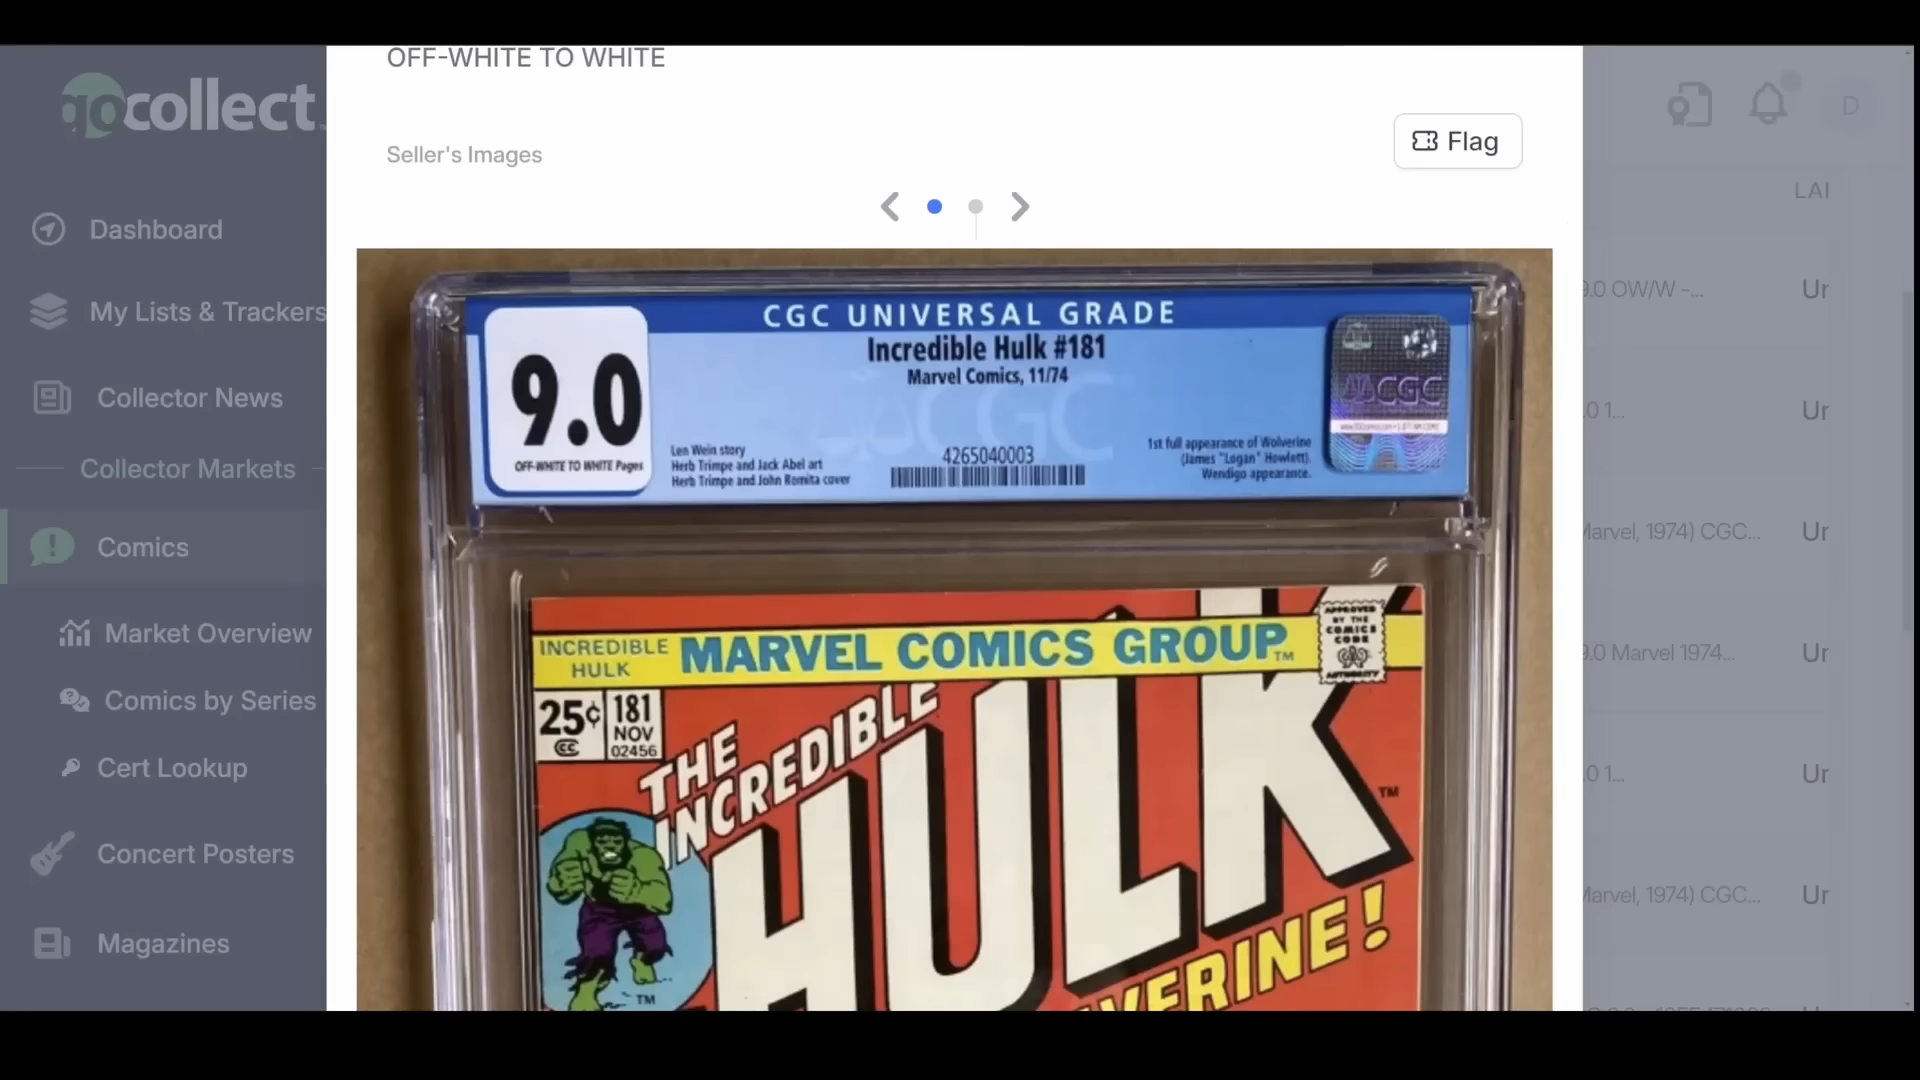 OFF-WHITE TO WHITE
gocollect
Seller's Images
Flag
D
LAI
Dashboard
My Lists & Trackers
Collector News
Collector Markets
Comics
Market Overview
Comics by Series
Cert Lookup
Concert Posters
Magazines
CGC UNIVERSAL GRADE
9.0
OFF-WHITE TO WHITE Pages
Incredible Hulk #181
Marvel Comics, 11/74
Len Wein story
Herb Trimpe and Jack Abel art
Herb Trimpe and John Romita cover
4265040003
1st full appearance of Wolverine
(James "Logan" Howlett).
Wendigo appearance.
CGC
INCREDIBLE
HULK
MARVEL COMICS GROUP TM
APPROVED
BY THE
COMICS
CODE
AUTHORITY
25¢
CC
181
NOV
02456
THE
INCREDIBLE
HULK
TM
VERINE!
TM
9.0 OW/W -... Ur
.0 1... Ur
Marvel, 1974) CGC... Ur
9.0 Marvel 1974... Ur
.0 1... Ur
Marvel, 1974) CGC... Ur